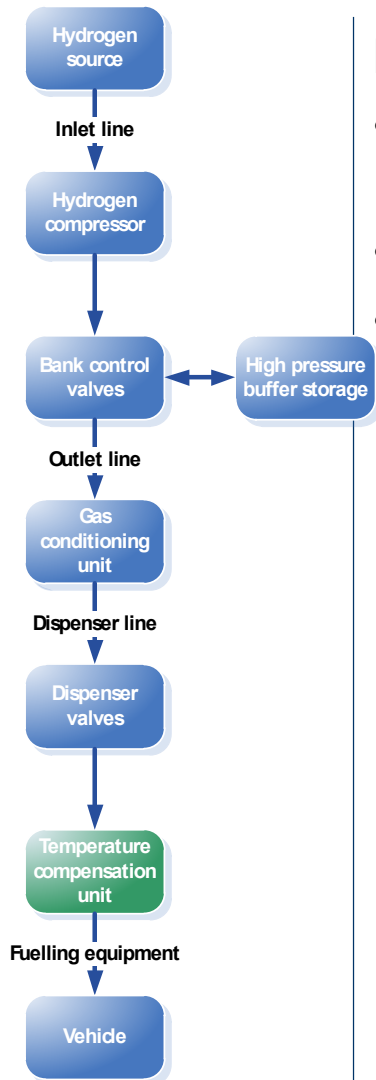 Hydrogen
source
Inlet line
Hydrogen
compressor
Bank control
valves
High pressure
buffer storage
Outlet line
Gas
conditioning
unit
Dispenser line
Dispenser
valves
Temperature
compensation
unit
Fuelling equipment
Vehicle